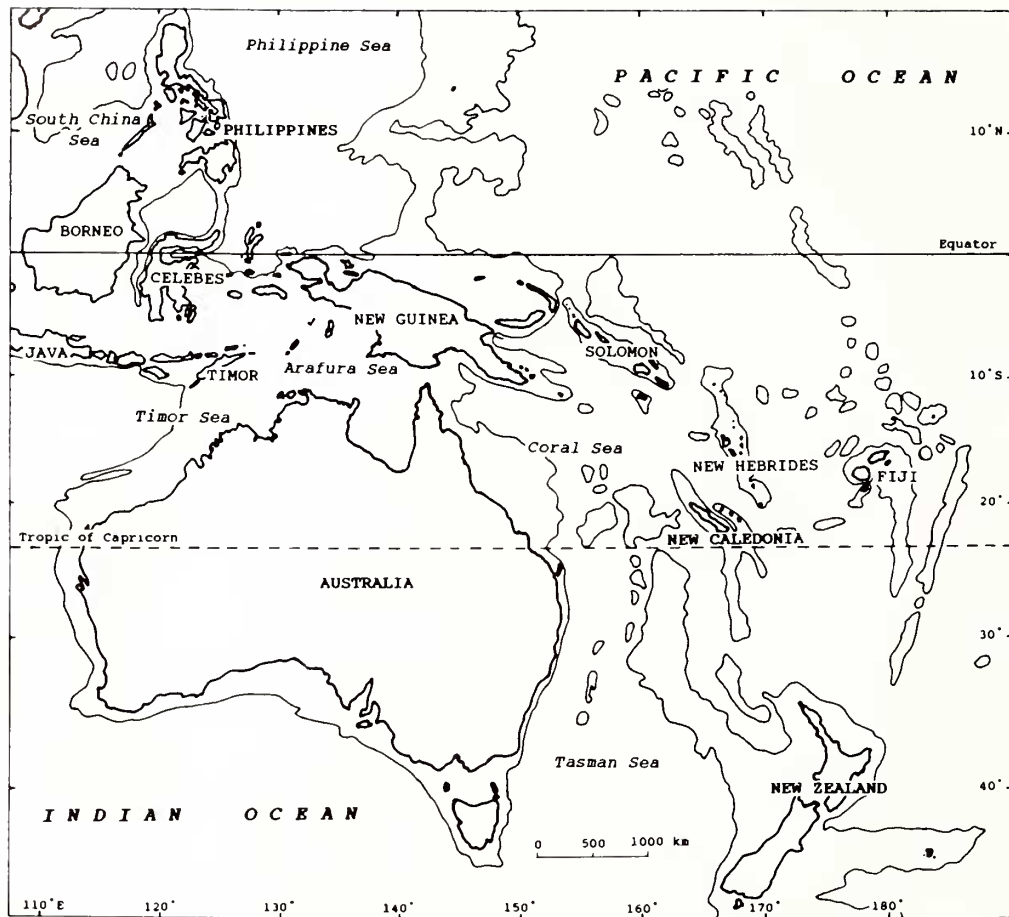 Philippine Sea
PACIFIC OCEAN
South China
Sea
PHILIPPINES
10°N
BORNEO
Equator
CELEBES
NEW GUINEA
JAVA
SOLOMON
TIMOR
Arafura Sea
10°S
Timor Sea
Coral Sea
NEW HEBRIDES
FIJI
20°
Tropic of Capricorn
NEW CALEDONIA
AUSTRALIA
30°
Tasman Sea
NEW ZEALAND
40°
INDIAN OCEAN
0 500 1000 km
110°E 120° 130° 140° 150° 160° 170° 180°